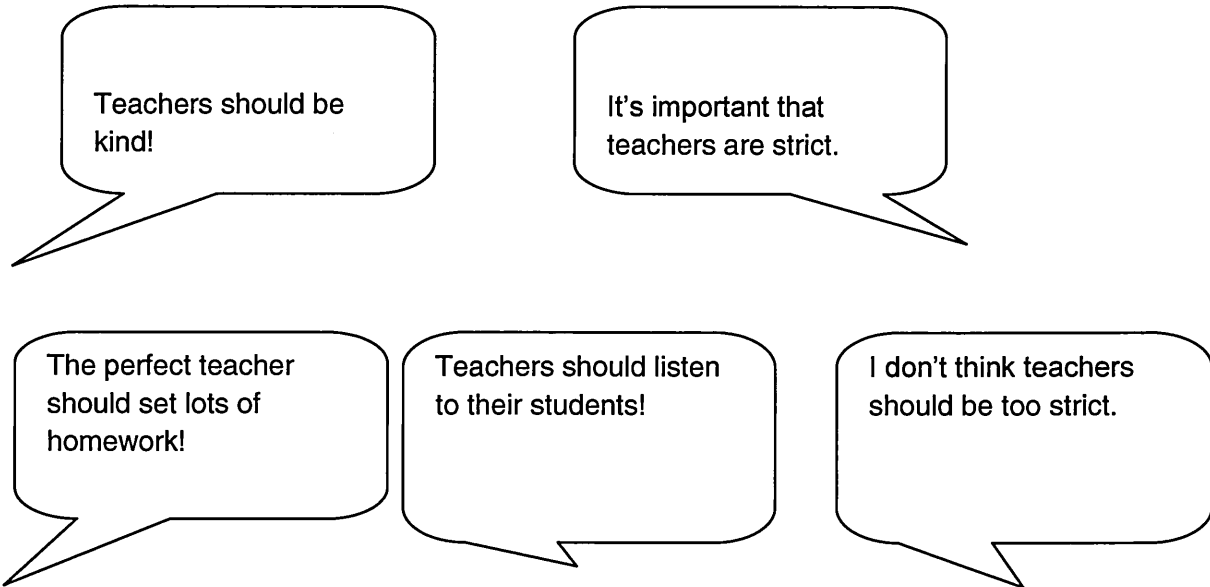 Teachers should be
kind!
It's important that
teachers are strict.
The perfect teacher
should set lots of
homework!
Teachers should listen
to their students!
I don't think teachers
should be too strict.